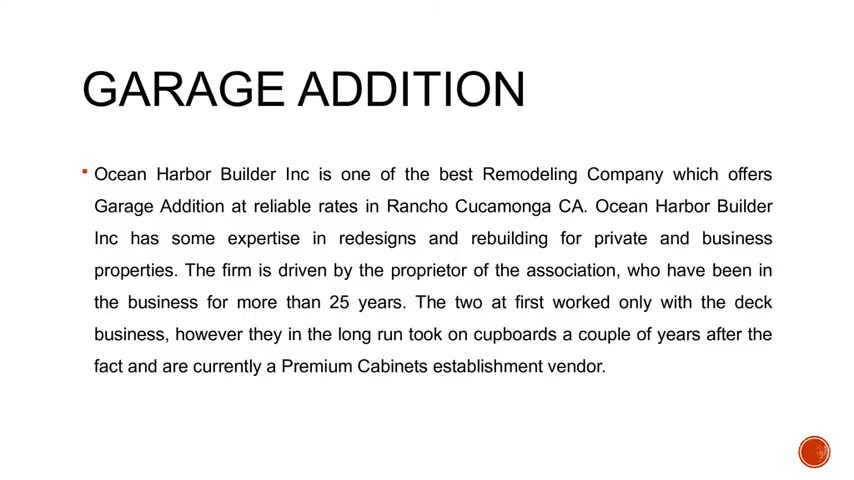 GARAGE ADDITION
Ocean Harbor Builder Inc is one of the best Remodeling Company which offers
Garage Addition at reliable rates in Rancho Cucamonga CA. Ocean Harbor Builder
Inc has some expertise in redesigns and rebuilding for private and business
properties. The firm is driven by the proprietor of the association, who have been in
the business for more than 25 years. The two at first worked only with the deck
business, however they in the long run took on cupboards a couple of years after the
fact and are currently a Premium Cabinets establishment vendor.